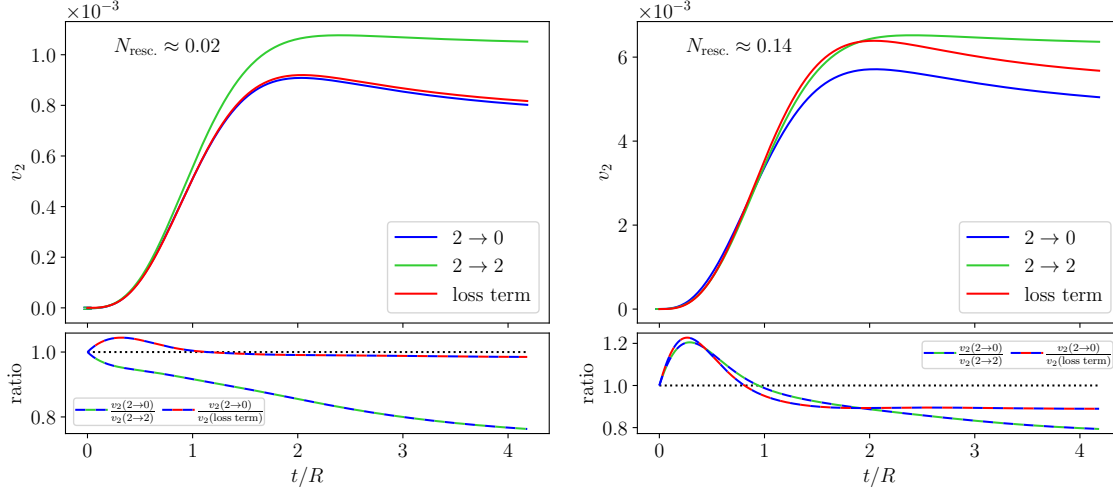 ×10⁻³
N_resc. ≈ 0.02
1.0
0.8
0.6
0.4
0.2
0.0
v₂
2 → 0
2 → 2
loss term
1.0
0.8
ratio
v₂(2→0)/v₂(2→2) v₂(2→0)/v₂(loss term)
0 1 2 3 4
t/R
×10⁻³
N_resc. ≈ 0.14
6
4
2
0
v₂
2 → 0
2 → 2
loss term
1.2
1.0
0.8
ratio
v₂(2→0)/v₂(2→2) v₂(2→0)/v₂(loss term)
0 1 2 3 4
t/R